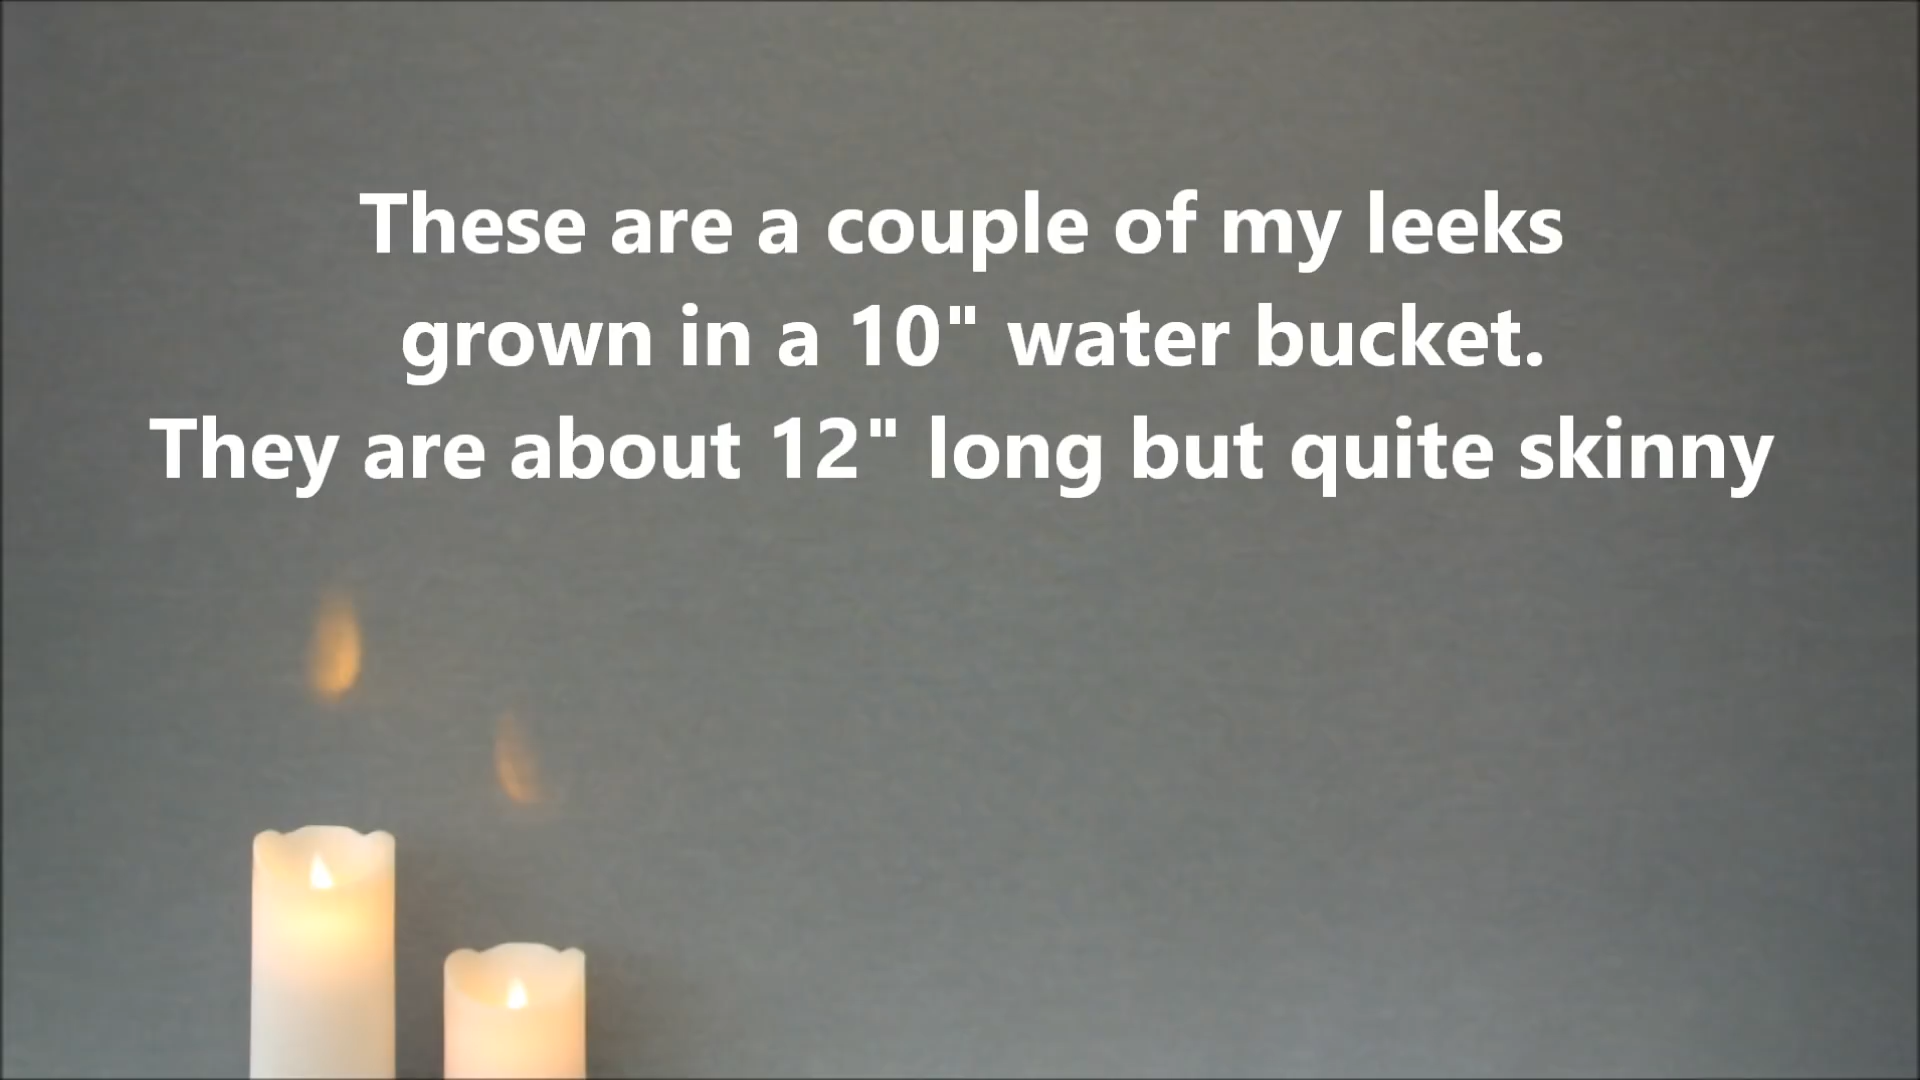 These are a couple of my leeks
grown in a 10" water bucket.
They are about 12" long but quite skinny